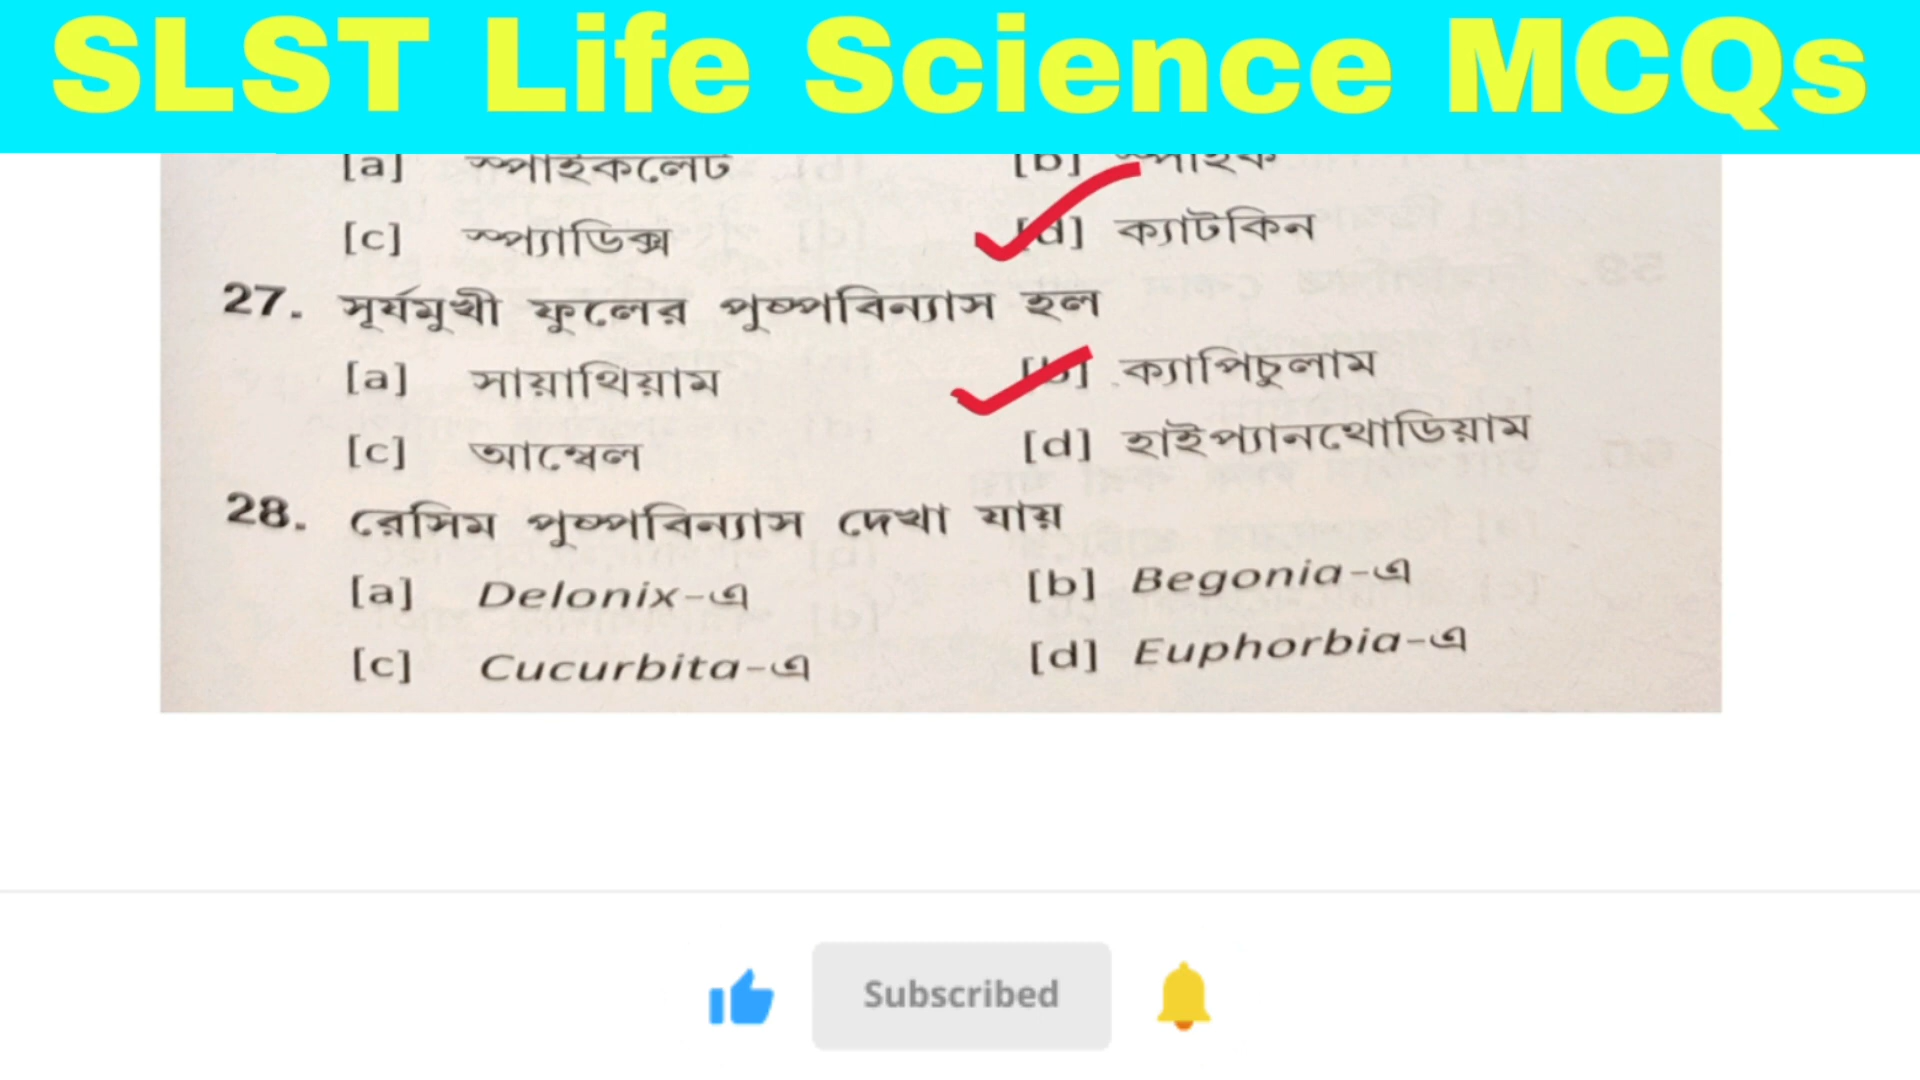 SLST Life Science MCQs
[a] স্পাইকলেট [b] স্পাইক
[c] স্প্যাডিক্স [d] ক্যাটকিন
27. সূর্যমুখী ফুলের পুষ্পবিন্যাস হল
[a] সায়াথিয়াম [b] ক্যাপিচুলাম
[c] আম্বেল [d] হাইপ্যানথোডিয়াম
28. রেসিম পুষ্পবিন্যাস দেখা যায়
[a] Delonix-এ [b] Begonia-এ
[c] Cucurbita-এ [d] Euphorbia-এ
Subscribed